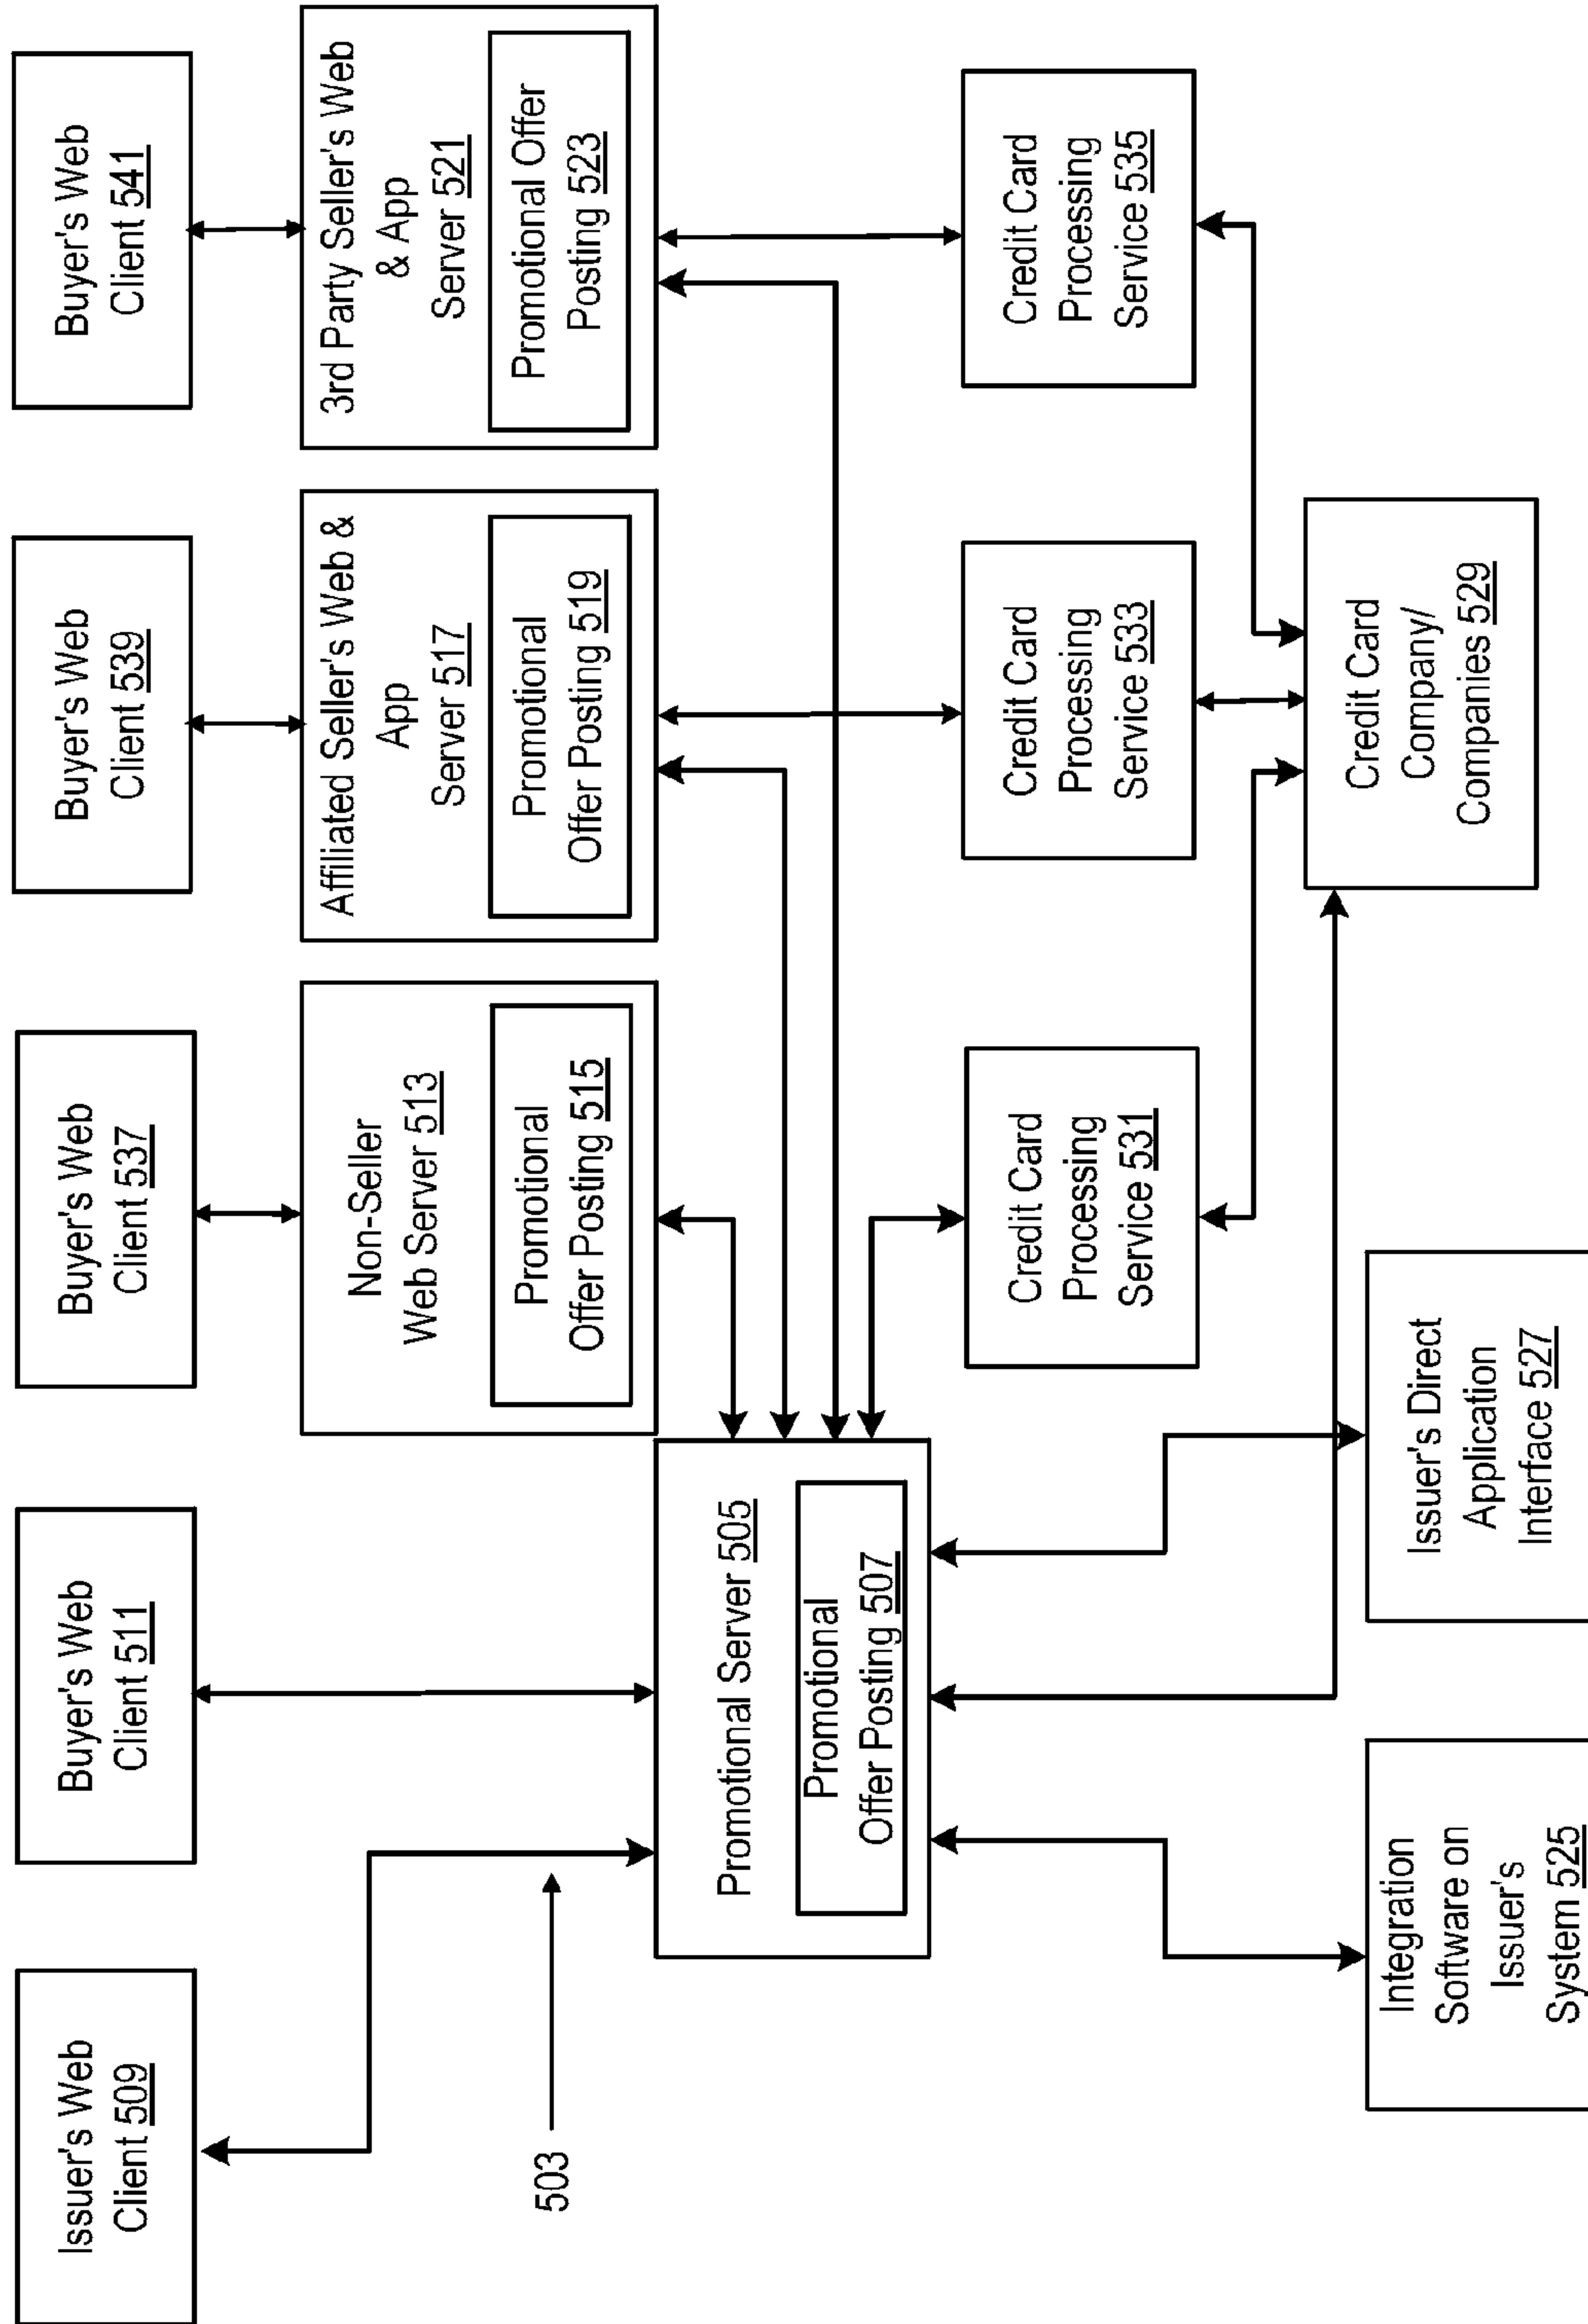 Issuer's Web
Client 509
Buyer's Web
Client 511
Buyer's Web
Client 537
Buyer's Web
Client 539
Buyer's Web
Client 541
503
Non-Seller
Web Server 513
Promotional
Offer Posting 515
Affiliated Seller's Web &
App
Server 517
Promotional
Offer Posting 519
3rd Party Seller's Web
& App
Server 521
Promotional Offer
Posting 523
Promotional Server 505
Promotional
Offer Posting 507
Credit Card
Processing
Service 531
Credit Card
Processing
Service 533
Credit Card
Processing
Service 535
Integration
Software on
Issuer's
System 525
Issuer's Direct
Application
Interface 527
Credit Card
Company/
Companies 529